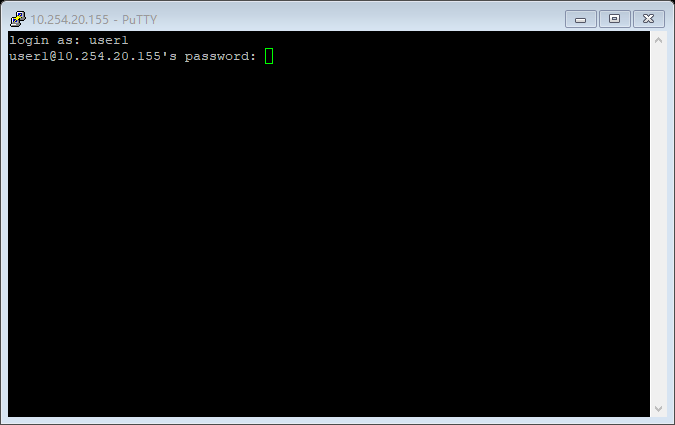 10.254.20.155 - PuTTY
login as: user1
user1@10.254.20.155's password: